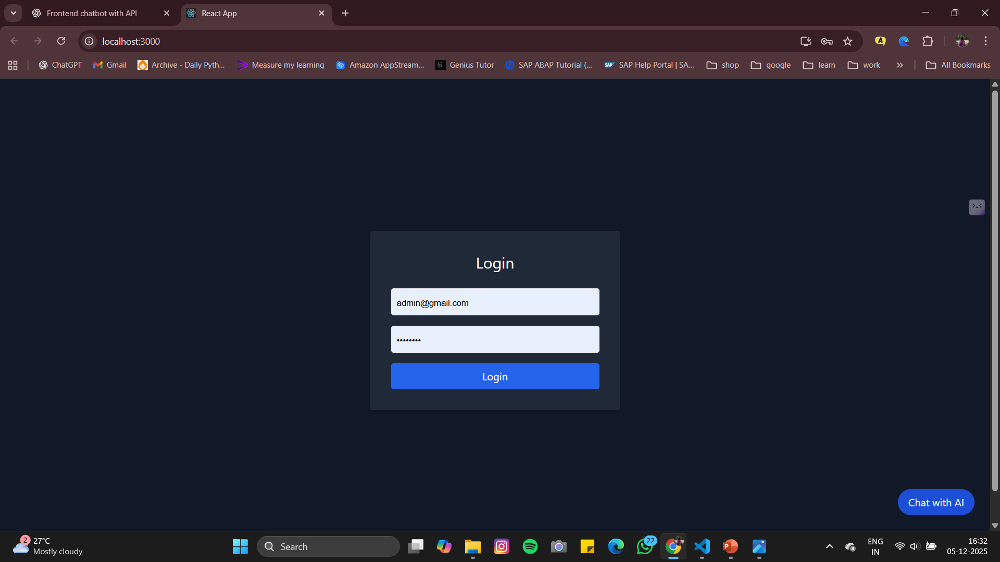 Frontend chatbot with API
React App
localhost:3000
ChatGPT
Gmail
Archive - Daily Pyth...
Measure my learning
Amazon AppStream...
Genius Tutor
SAP ABAP Tutorial (...
SAP
SAP Help Portal | SA...
shop
google
learn
work
All Bookmarks
Login
admin@gmail.com
••••••••
Login
Chat with AI
2
27°C
Mostly cloudy
Search
22
ENG
IN
16:32
05-12-2025